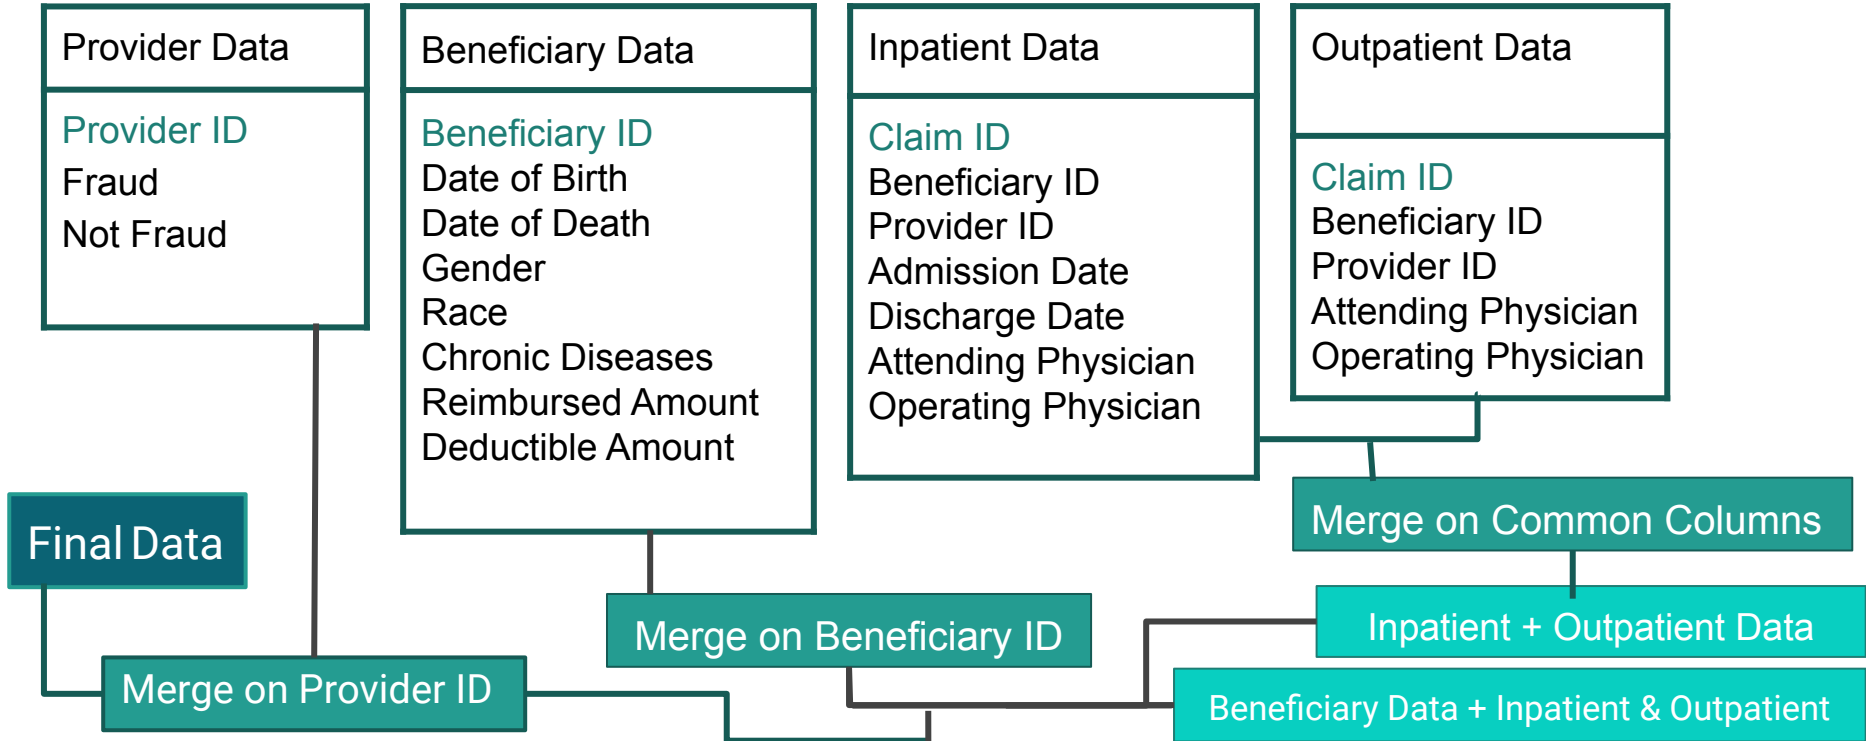 Provider Data
Provider ID
Fraud
Not Fraud
Beneficiary Data
Beneficiary ID
Date of Birth
Date of Death
Gender
Race
Chronic Diseases
Reimbursed Amount
Deductible Amount
Inpatient Data
Claim ID
Beneficiary ID
Provider ID
Admission Date
Discharge Date
Attending Physician
Operating Physician
Outpatient Data
Claim ID
Beneficiary ID
Provider ID
Attending Physician
Operating Physician
Merge on Common Columns
Inpatient + Outpatient Data
Merge on Beneficiary ID
Beneficiary Data + Inpatient & Outpatient
Merge on Provider ID
Final Data